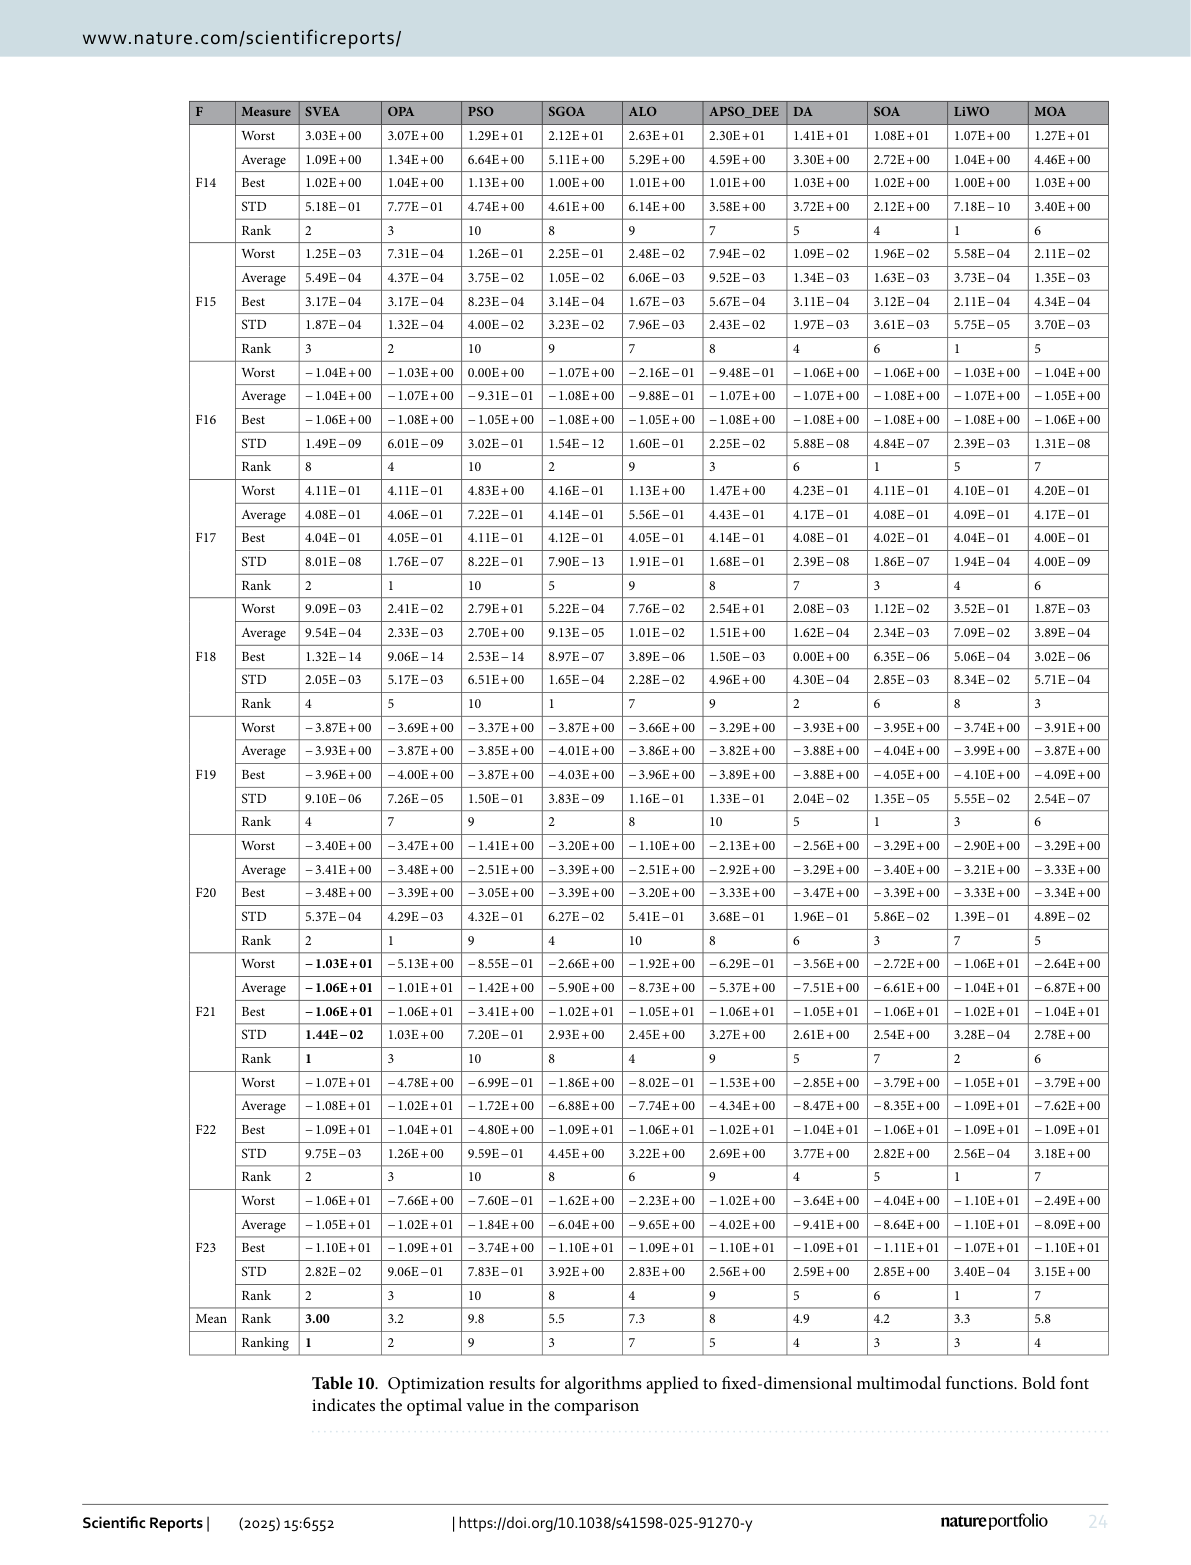 www.nature.com/scientificreports/
F Measure SVEA OPA PSO SGOA ALO APSO_DEE DA SOA LiWO MOA
Worst 3.03E+00 3.07E+00 1.29E+01 2.12E+01 2.63E+01 2.30E+01 1.41E+01 1.08E+01 1.07E+00 1.27E+01
Average 1.09E+00 1.34E+00 6.64E+00 5.11E+00 5.29E+00 4.59E+00 3.30E+00 2.72E+00 1.04E+00 4.46E+00
F14 Best 1.02E+00 1.04E+00 1.13E+00 1.00E+00 1.01E+00 1.01E+00 1.03E+00 1.02E+00 1.00E+00 1.03E+00
STD 5.18E−01 7.77E−01 4.74E+00 4.61E+00 6.14E+00 3.58E+00 3.72E+00 2.12E+00 7.18E−10 3.40E+00
Rank 2 3 10 8 9 7 5 4 1 6
Worst 1.25E−03 7.31E−04 1.26E−01 2.25E−01 2.48E−02 7.94E−02 1.09E−02 1.96E−02 5.58E−04 2.11E−02
Average 5.49E−04 4.37E−04 3.75E−02 1.05E−02 6.06E−03 9.52E−03 1.34E−03 1.63E−03 3.73E−04 1.35E−03
F15 Best 3.17E−04 3.17E−04 8.23E−04 3.14E−04 1.67E−03 5.67E−04 3.11E−04 3.12E−04 2.11E−04 4.34E−04
STD 1.87E−04 1.32E−04 4.00E−02 3.23E−02 7.96E−03 2.43E−02 1.97E−03 3.61E−03 5.75E−05 3.70E−03
Rank 3 2 10 9 7 8 4 6 1 5
Worst −1.04E+00 −1.03E+00 0.00E+00 −1.07E+00 −2.16E−01 −9.48E−01 −1.06E+00 −1.06E+00 −1.03E+00 −1.04E+00
Average −1.04E+00 −1.07E+00 −9.31E−01 −1.08E+00 −9.88E−01 −1.07E+00 −1.07E+00 −1.08E+00 −1.07E+00 −1.05E+00
F16 Best −1.06E+00 −1.08E+00 −1.05E+00 −1.08E+00 −1.05E+00 −1.08E+00 −1.08E+00 −1.08E+00 −1.08E+00 −1.06E+00
STD 1.49E−09 6.01E−09 3.02E−01 1.54E−12 1.60E−01 2.25E−02 5.88E−08 4.84E−07 2.39E−03 1.31E−08
Rank 8 4 10 2 9 3 6 1 5 7
Worst 4.11E−01 4.11E−01 4.83E+00 4.16E−01 1.13E+00 1.47E+00 4.23E−01 4.11E−01 4.10E−01 4.20E−01
Average 4.08E−01 4.06E−01 7.22E−01 4.14E−01 5.56E−01 4.43E−01 4.17E−01 4.08E−01 4.09E−01 4.17E−01
F17 Best 4.04E−01 4.05E−01 4.11E−01 4.12E−01 4.05E−01 4.14E−01 4.08E−01 4.02E−01 4.04E−01 4.00E−01
STD 8.01E−08 1.76E−07 8.22E−01 7.90E−13 1.91E−01 1.68E−01 2.39E−08 1.86E−07 1.94E−04 4.00E−09
Rank 2 1 10 5 9 8 7 3 4 6
Worst 9.09E−03 2.41E−02 2.79E+01 5.22E−04 7.76E−02 2.54E+01 2.08E−03 1.12E−02 3.52E−01 1.87E−03
Average 9.54E−04 2.33E−03 2.70E+00 9.13E−05 1.01E−02 1.51E+00 1.62E−04 2.34E−03 7.09E−02 3.89E−04
F18 Best 1.32E−14 9.06E−14 2.53E−14 8.97E−07 3.89E−06 1.50E−03 0.00E+00 6.35E−06 5.06E−04 3.02E−06
STD 2.05E−03 5.17E−03 6.51E+00 1.65E−04 2.28E−02 4.96E+00 4.30E−04 2.85E−03 8.34E−02 5.71E−04
Rank 4 5 10 1 7 9 2 6 8 3
Worst −3.87E+00 −3.69E+00 −3.37E+00 −3.87E+00 −3.66E+00 −3.29E+00 −3.93E+00 −3.95E+00 −3.74E+00 −3.91E+00
Average −3.93E+00 −3.87E+00 −3.85E+00 −4.01E+00 −3.86E+00 −3.82E+00 −3.88E+00 −4.04E+00 −3.99E+00 −3.87E+00
F19 Best −3.96E+00 −4.00E+00 −3.87E+00 −4.03E+00 −3.96E+00 −3.89E+00 −3.88E+00 −4.05E+00 −4.10E+00 −4.09E+00
STD 9.10E−06 7.26E−05 1.50E−01 3.83E−09 1.16E−01 1.33E−01 2.04E−02 1.35E−05 5.55E−02 2.54E−07
Rank 4 7 9 2 8 10 5 1 3 6
Worst −3.40E+00 −3.47E+00 −1.41E+00 −3.20E+00 −1.10E+00 −2.13E+00 −2.56E+00 −3.29E+00 −2.90E+00 −3.29E+00
Average −3.41E+00 −3.48E+00 −2.51E+00 −3.39E+00 −2.51E+00 −2.92E+00 −3.29E+00 −3.40E+00 −3.21E+00 −3.33E+00
F20 Best −3.48E+00 −3.39E+00 −3.05E+00 −3.39E+00 −3.20E+00 −3.33E+00 −3.47E+00 −3.39E+00 −3.33E+00 −3.34E+00
STD 5.37E−04 4.29E−03 4.32E−01 6.27E−02 5.41E−01 3.68E−01 1.96E−01 5.86E−02 1.39E−01 4.89E−02
Rank 2 1 9 4 10 8 6 3 7 5
Worst −1.03E+01 −5.13E+00 −8.55E−01 −2.66E+00 −1.92E+00 −6.29E−01 −3.56E+00 −2.72E+00 −1.06E+01 −2.64E+00
Average −1.06E+01 −1.01E+01 −1.42E+00 −5.90E+00 −8.73E+00 −5.37E+00 −7.51E+00 −6.61E+00 −1.04E+01 −6.87E+00
F21 Best −1.06E+01 −1.06E+01 −3.41E+00 −1.02E+01 −1.05E+01 −1.06E+01 −1.05E+01 −1.06E+01 −1.02E+01 −1.04E+01
STD 1.44E−02 1.03E+00 7.20E−01 2.93E+00 2.45E+00 3.27E+00 2.61E+00 2.54E+00 3.28E−04 2.78E+00
Rank 1 3 10 8 4 9 5 7 2 6
Worst −1.07E+01 −4.78E+00 −6.99E−01 −1.86E+00 −8.02E−01 −1.53E+00 −2.85E+00 −3.79E+00 −1.05E+01 −3.79E+00
Average −1.08E+01 −1.02E+01 −1.72E+00 −6.88E+00 −7.74E+00 −4.34E+00 −8.47E+00 −8.35E+00 −1.09E+01 −7.62E+00
F22 Best −1.09E+01 −1.04E+01 −4.80E+00 −1.09E+01 −1.06E+01 −1.02E+01 −1.04E+01 −1.06E+01 −1.09E+01 −1.09E+01
STD 9.75E−03 1.26E+00 9.59E−01 4.45E+00 3.22E+00 2.69E+00 3.77E+00 2.82E+00 2.56E−04 3.18E+00
Rank 2 3 10 8 6 9 4 5 1 7
Worst −1.06E+01 −7.66E+00 −7.60E−01 −1.62E+00 −2.23E+00 −1.02E+00 −3.64E+00 −4.04E+00 −1.10E+01 −2.49E+00
Average −1.05E+01 −1.02E+01 −1.84E+00 −6.04E+00 −9.65E+00 −4.02E+00 −9.41E+00 −8.64E+00 −1.10E+01 −8.09E+00
F23 Best −1.10E+01 −1.09E+01 −3.74E+00 −1.10E+01 −1.09E+01 −1.10E+01 −1.09E+01 −1.11E+01 −1.07E+01 −1.10E+01
STD 2.82E−02 9.06E−01 7.83E−01 3.92E+00 2.83E+00 2.56E+00 2.59E+00 2.85E+00 3.40E−04 3.15E+00
Rank 2 3 10 8 4 9 5 6 1 7
Mean Rank 3.00 3.2 9.8 5.5 7.3 8 4.9 4.2 3.3 5.8
Ranking 1 2 9 3 7 5 4 3 3 4
Table 10. Optimization results for algorithms applied to fixed-dimensional multimodal functions. Bold font
indicates the optimal value in the comparison
Scientific Reports | (2025) 15:6552 | https://doi.org/10.1038/s41598-025-91270-y nature portfolio 24